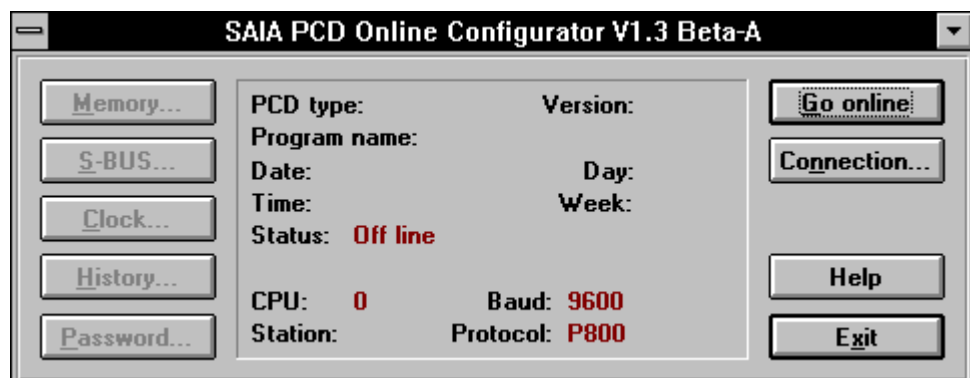 SAIA PCD Online Configurator V1.3 Beta-A
Memory...
S-BUS...
Clock...
History...
Password...
PCD type: Version:
Program name:
Date: Day:
Time: Week:
Status: Off line
CPU: 0 Baud: 9600
Station: Protocol: P800
Go online
Connection...
Help
Exit